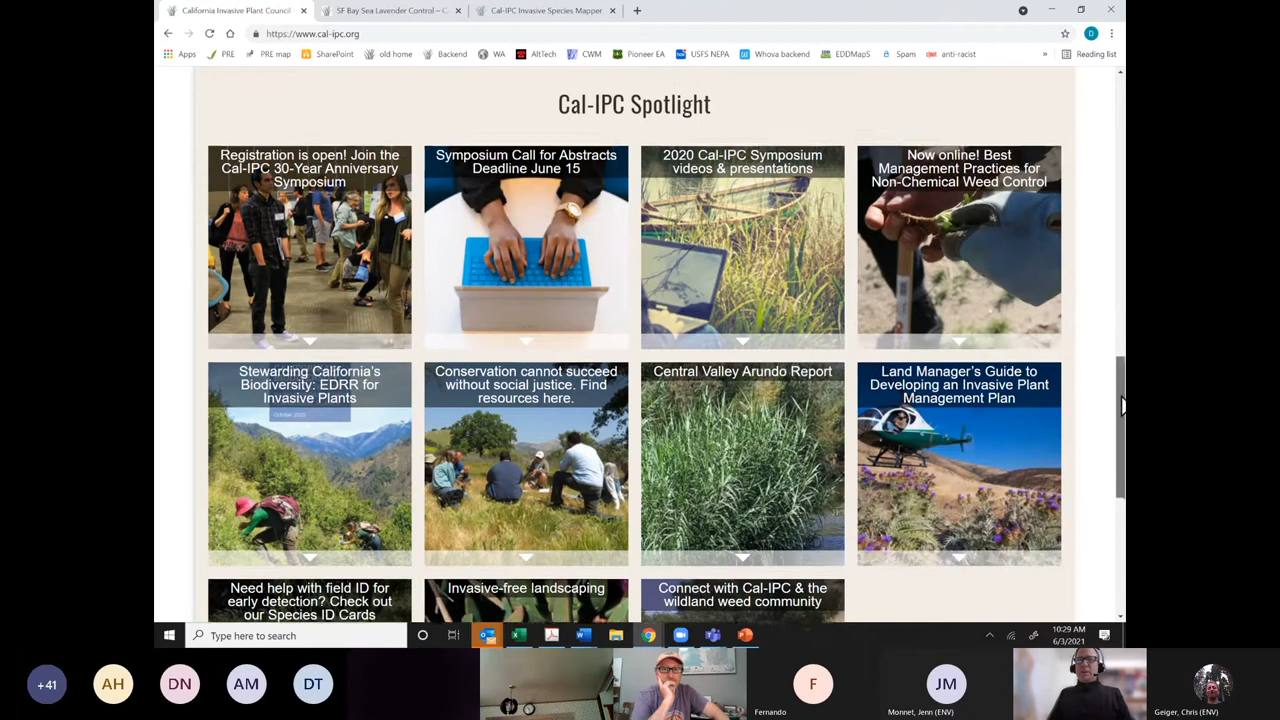 California Invasive Plant Council
SF Bay Sea Lavender Control – C
Cal-IPC Invasive Species Mapper
https://www.cal-ipc.org
D
Apps PRE PRE map SharePoint old home Backend WA AltTech CWM Pioneer EA USFS NEPA Whova backend EDDMapS Spam anti-racist » Reading list
Cal-IPC Spotlight
Registration is open! Join the
Cal-IPC 30-Year Anniversary
Symposium
Symposium Call for Abstracts
Deadline June 15
2020 Cal-IPC Symposium
videos & presentations
Now online! Best
Management Practices for
Non-Chemical Weed Control
Stewarding California's
Biodiversity: EDRR for
Invasive Plants
October 2020
Conservation cannot succeed
without social justice. Find
resources here.
Central Valley Arundo Report
Land Manager's Guide to
Developing an Invasive Plant
Management Plan
Need help with field ID for
early detection? Check out
our Species ID Cards
Invasive-free landscaping
Connect with Cal-IPC & the
wildland weed community
Type here to search
10:29 AM
6/3/2021
+41
AH
DN
AM
DT
F
Fernando
JM
Monnet, Jenn (ENV)
Geiger, Chris (ENV)